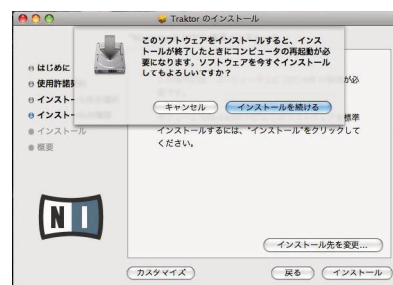 Traktor のインストール
このソフトウェアをインストールすると、インス
トールが終了したときにコンピュータの再起動が必
要になります。ソフトウェアを今すぐインストール
してもよろしいですか？
キャンセル
インストールを続ける
はじめに
使用許諾
インストー
インストー
インストール
概要
が必
標準
インストールするには、"インストール"をクリックして
ください。
NI
インストール先を変更...
カスタマイズ
戻る
インストール